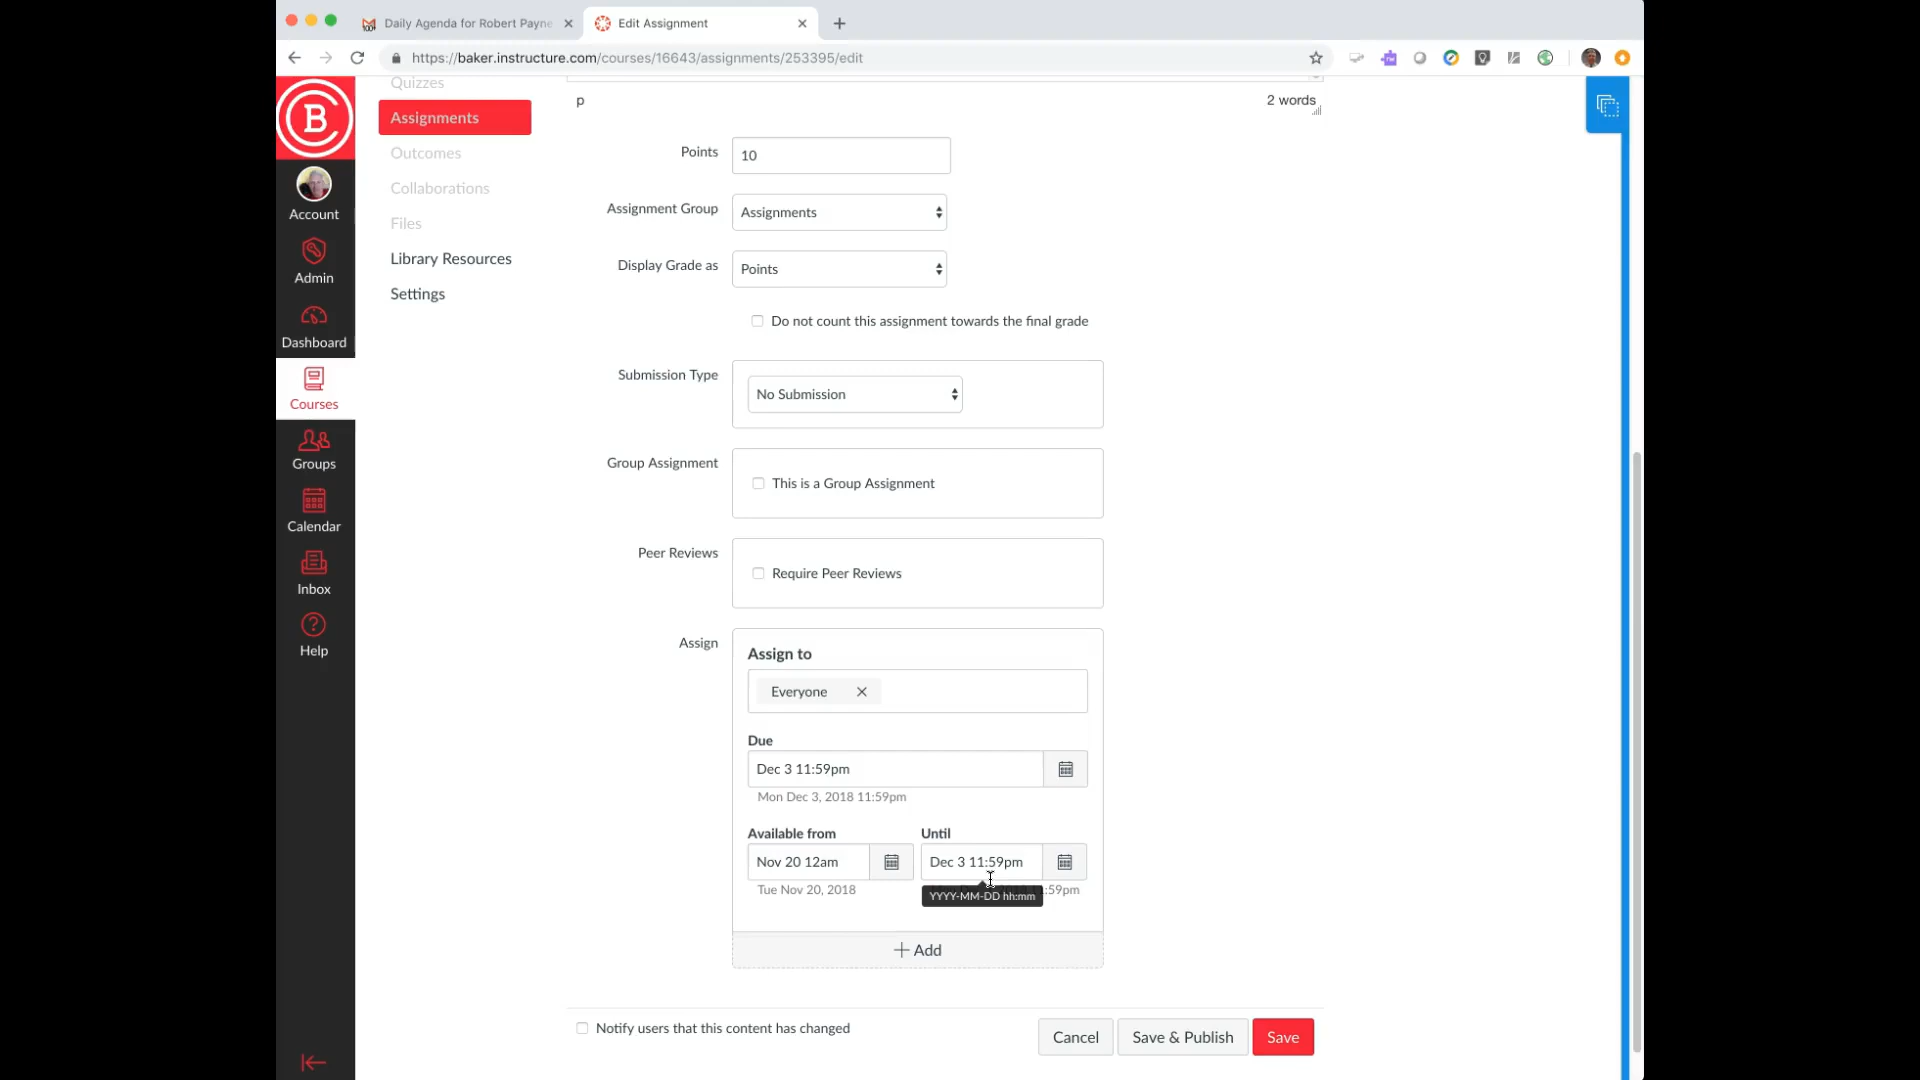 Daily Agenda for Robert Payne
Edit Assignment
https://baker.instructure.com/courses/16643/assignments/253395/edit
B
Account
Admin
Dashboard
Courses
Groups
Calendar
Inbox
Help
Quizzes
Assignments
Outcomes
Collaborations
Files
Library Resources
Settings
p
2 words
Points
10
Assignment Group
Assignments
Display Grade as
Points
Do not count this assignment towards the final grade
Submission Type
No Submission
Group Assignment
This is a Group Assignment
Peer Reviews
Require Peer Reviews
Assign
Assign to
Everyone
Due
Dec 3 11:59pm
Mon Dec 3, 2018 11:59pm
Available from
Until
Nov 20 12am
Dec 3 11:59pm
Tue Nov 20, 2018
:59pm
YYYY-MM-DD hh:mm
Add
Notify users that this content has changed
Cancel
Save & Publish
Save